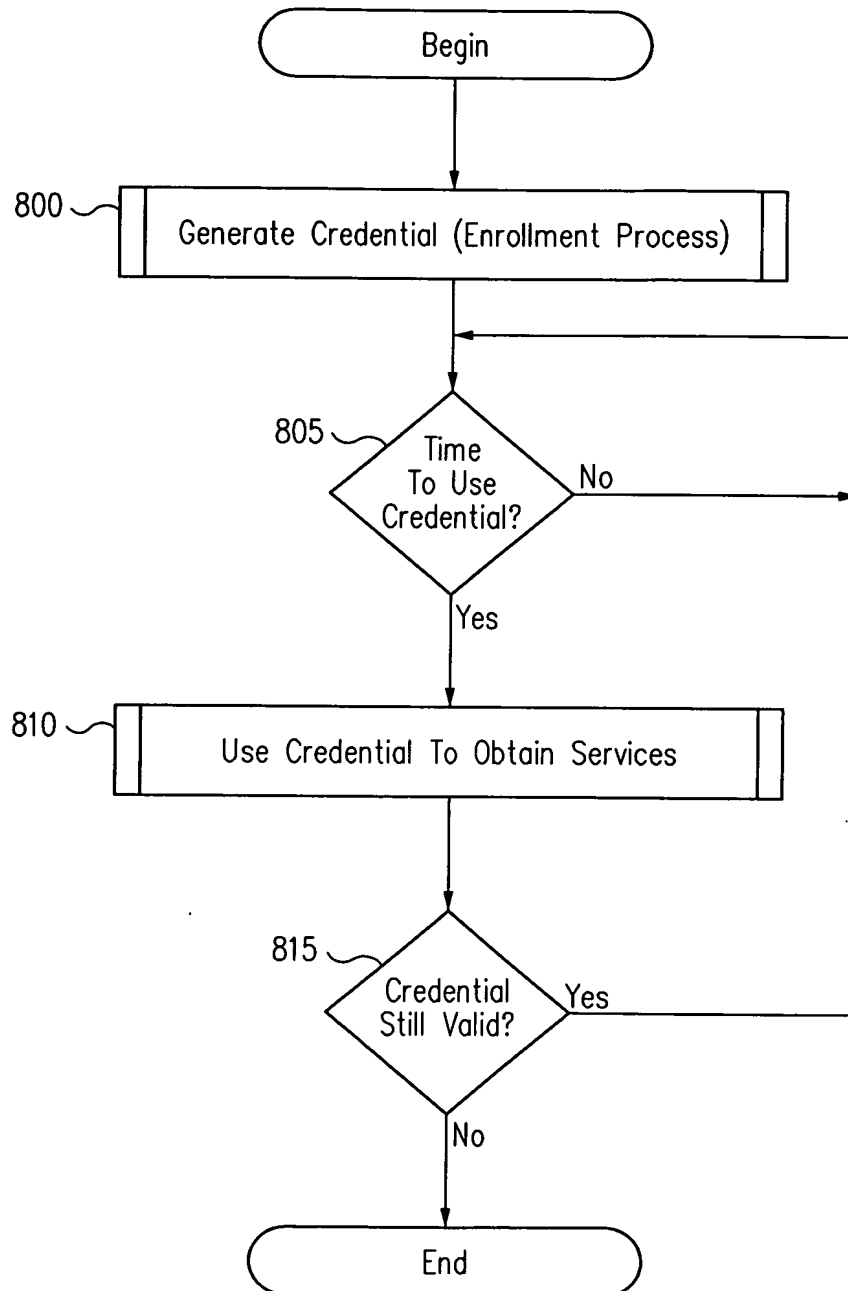 Begin
800
Generate Credential (Enrollment Process)
805
Time
To Use
Credential?
No
Yes
810
Use Credential To Obtain Services
815
Credential
Still Valid?
Yes
No
End